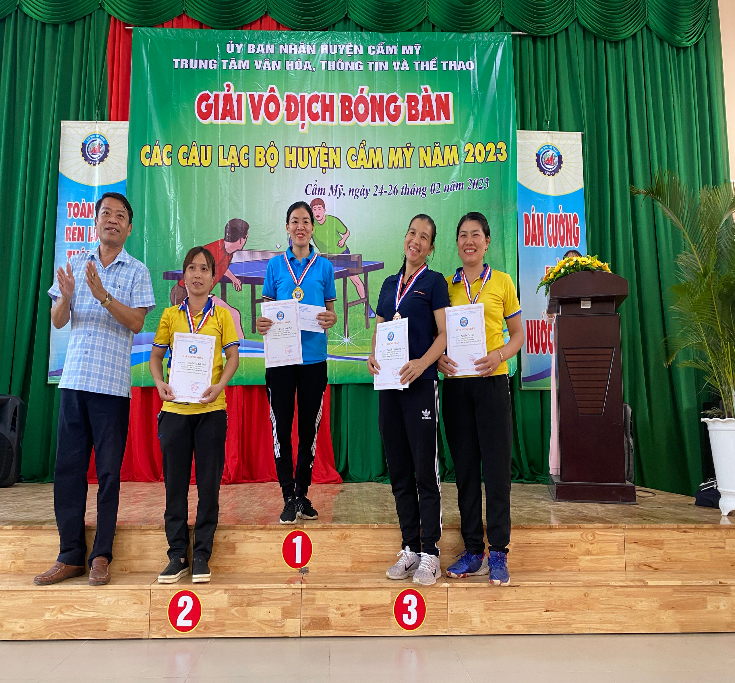 ỦY BAN NHÂN HUYỆN CẨM MỸ
TRUNG TÂM VĂN HÓA, THÔNG TIN VÀ THỂ THAO
GIẢI VÔ ĐỊCH BÓNG BÀN
CÁC CÂU LẠC BỘ HUYỆN CẨM MỸ NĂM 2023
Cẩm Mỹ, ngày 24-26 tháng 02 năm 2023
TOÀN
RÈN
DÂN CƯỜNG
NƯỚC
1
2
3
adidas